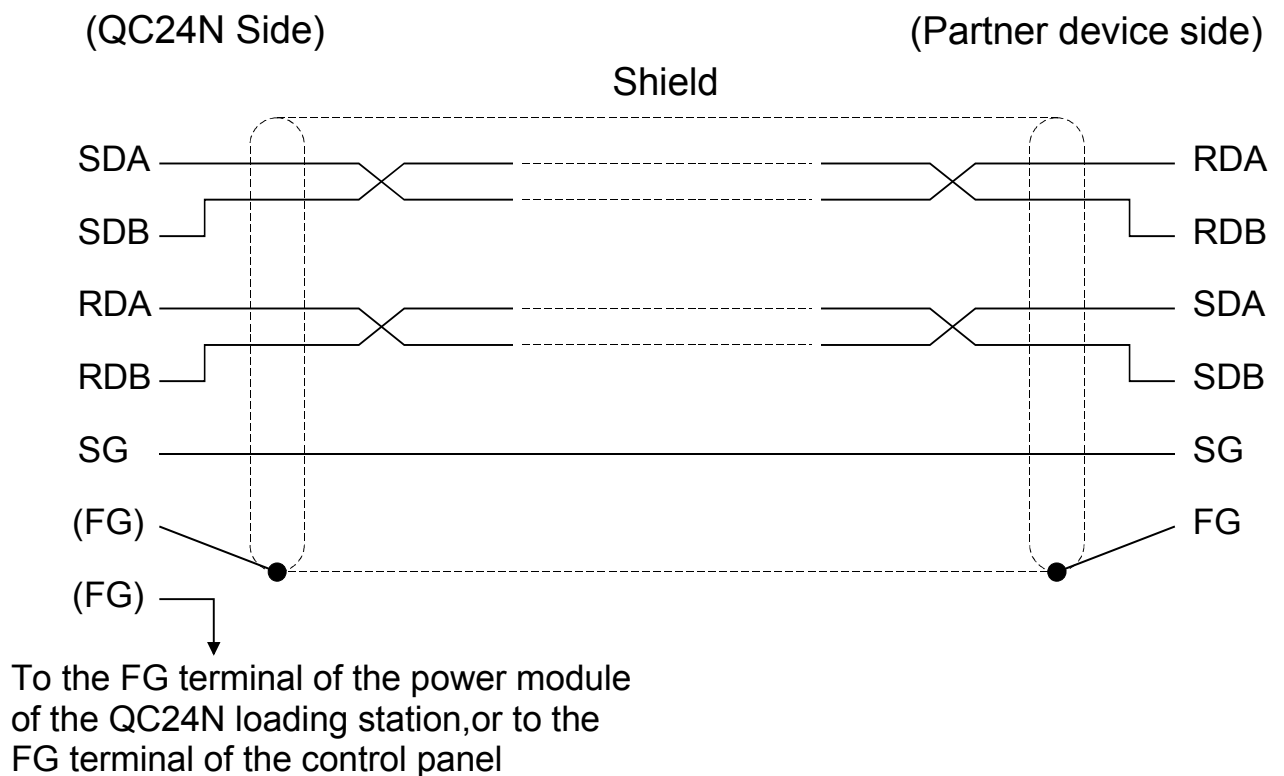 (QC24N Side)
(Partner device side)
Shield
SDA
RDA
SDB
RDB
RDA
SDA
RDB
SDB
SG
SG
(FG)
FG
(FG)
To the FG terminal of the power module
of the QC24N loading station,or to the
FG terminal of the control panel